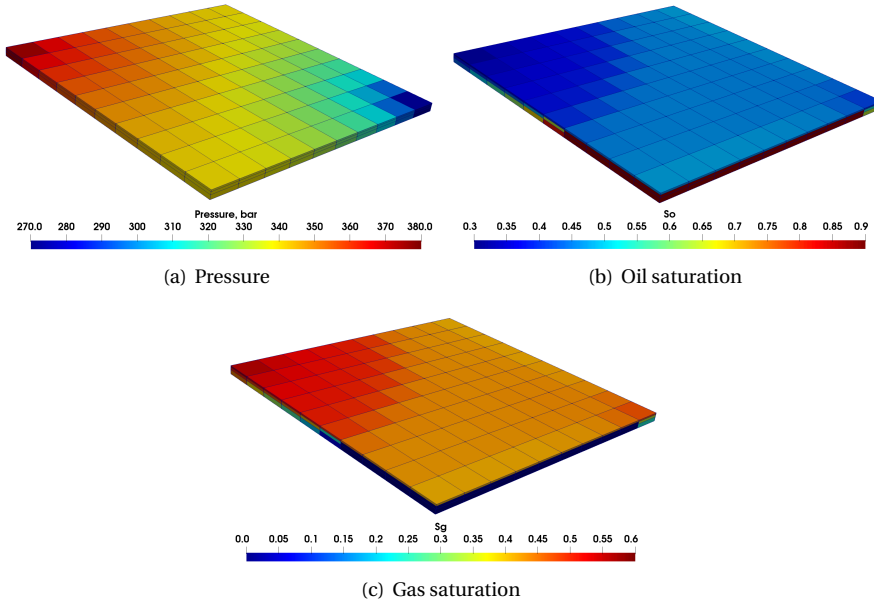 Pressure, bar
270.0 280 290 300 310 320 330 340 350 360 380.0
(a) Pressure
So
0.3 0.35 0.4 0.45 0.5 0.55 0.6 0.65 0.7 0.75 0.8 0.85 0.9
(b) Oil saturation
Sg
0.0 0.05 0.1 0.15 0.2 0.25 0.3 0.35 0.4 0.45 0.5 0.55 0.6
(c) Gas saturation